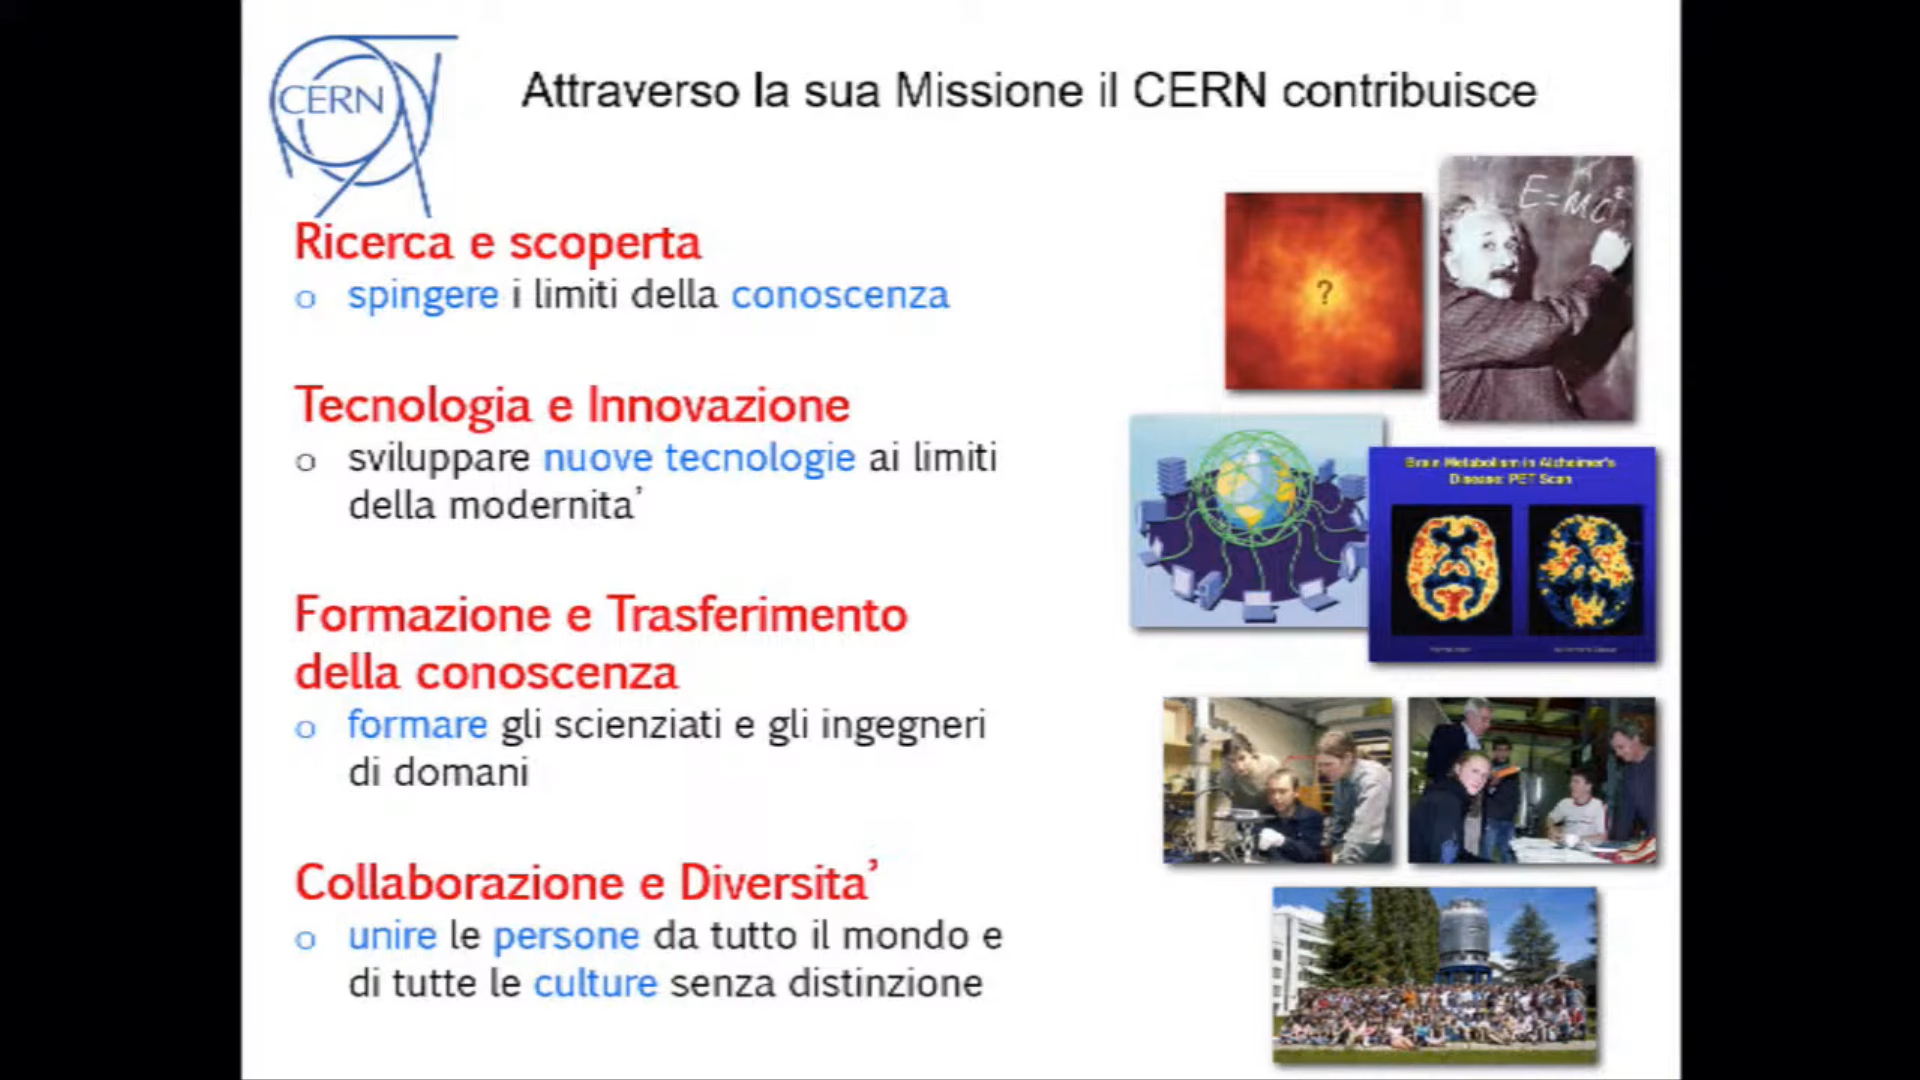 CERN
Attraverso la sua Missione il CERN contribuisce
Ricerca e scoperta
o spingere i limiti della conoscenza
?
E=MC²
Tecnologia e Innovazione
o sviluppare nuove tecnologie ai limiti
della modernita’
Brain Metabolism in Alzheimer's
Disease: PET Scan
Formazione e Trasferimento
della conoscenza
o formare gli scienziati e gli ingegneri
di domani
Collaborazione e Diversita’
o unire le persone da tutto il mondo e
di tutte le culture senza distinzione